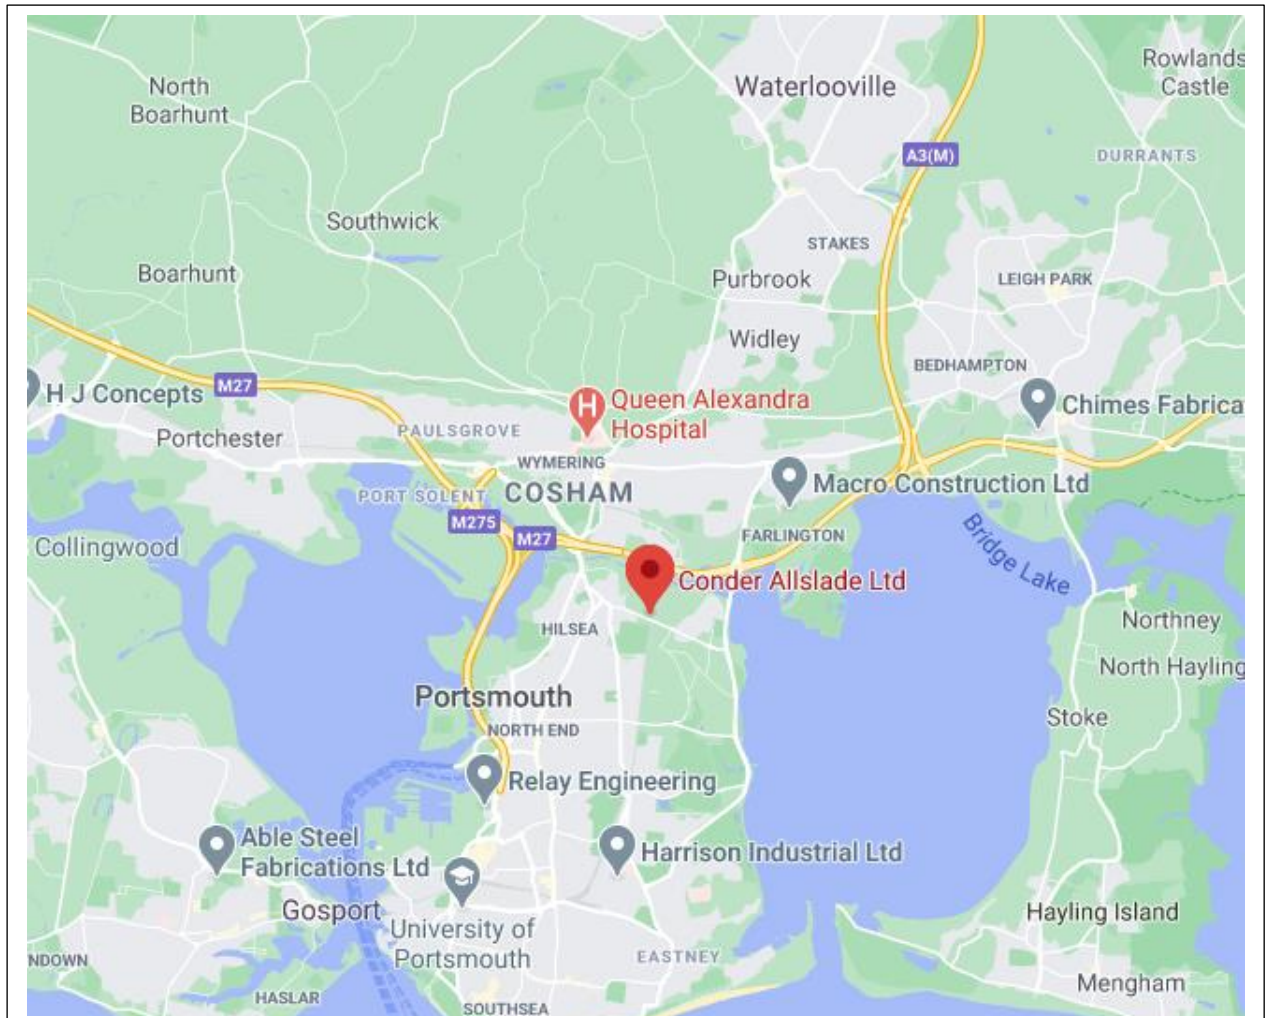 Rowlands
Castle
North
Boarhunt
Waterlooville
A3(M)
DURRANTS
Southwick
STAKES
Boarhunt
Purbrook
LEIGH PARK
Widley
BEDHAMPTON
M27
H J Concepts
Queen Alexandra
Hospital
Chimes Fabrica
Portchester
PAULSGROVE
WYMERING
COSHAM
PORT SOLENT
Macro Construction Ltd
M275
M27
FARLINGTON
Bridge Lake
Collingwood
Conder Allslade Ltd
HILSEA
Northney
North Hayling
Portsmouth
Stoke
NORTH END
Relay Engineering
Able Steel
Fabrications Ltd
Harrison Industrial Ltd
Gosport
University of
Portsmouth
Hayling Island
EASTNEY
NDOWN
Mengham
HASLAR
SOUTHSEA